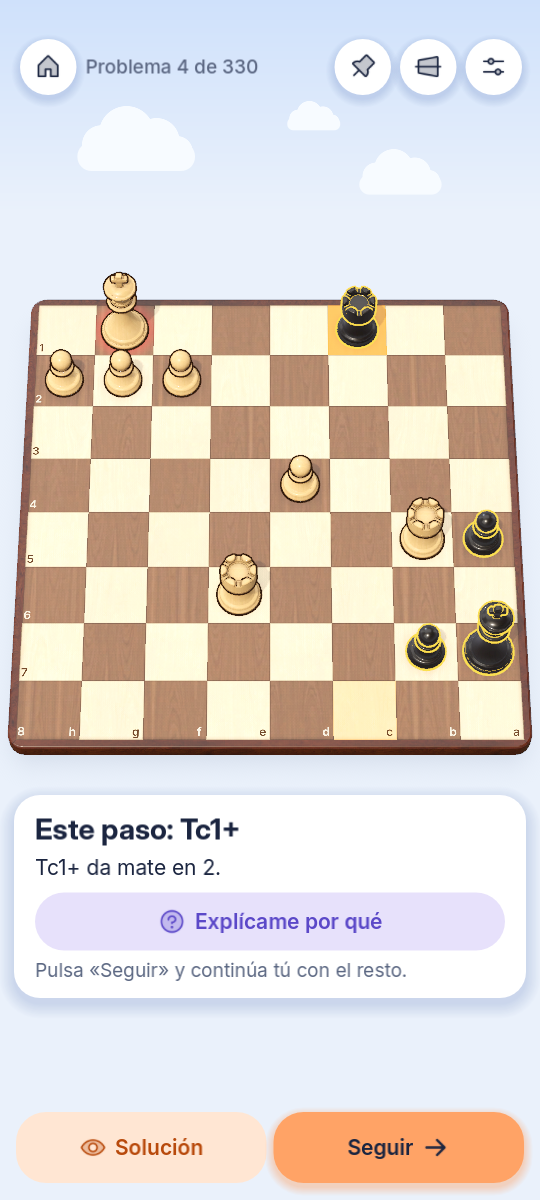 Problema 4 de 330
1
2
3
4
5
6
7
8 h g f e d c b a
Este paso: Tc1+
Tc1+ da mate en 2.
Explícame por qué
Pulsa «Seguir» y continúa tú con el resto.
Solución
Seguir →